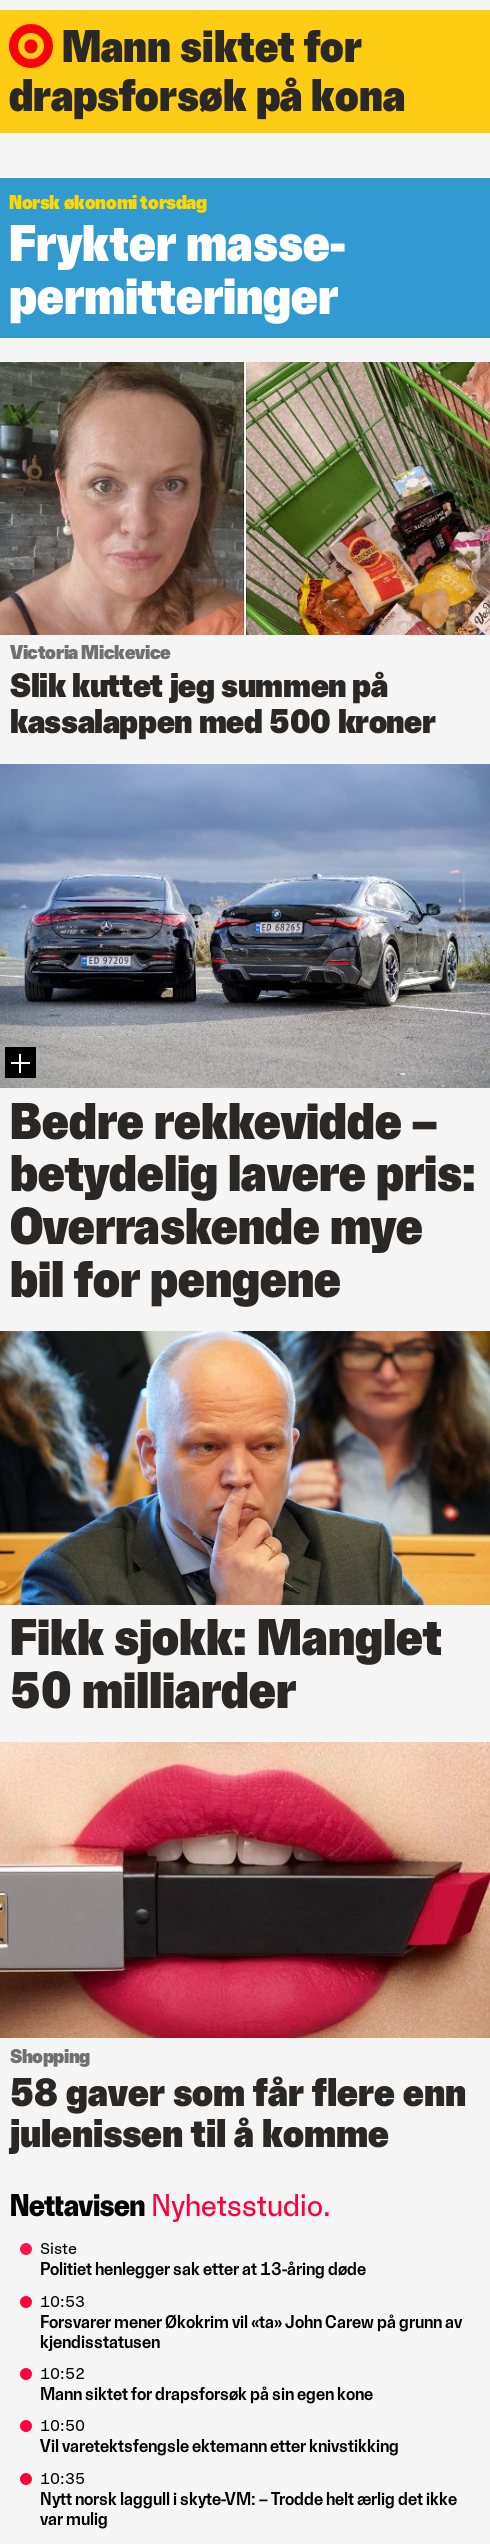 Mann siktet for
drapsforsøk på kona
Norsk økonomi torsdag
Frykter masse-
permitteringer
Victoria Mickevice
Slik kuttet jeg summen på
kassalappen med 500 kroner
ED 97209
ED 68265
Bedre rekkevidde –
betydelig lavere pris:
Overraskende mye
bil for pengene
Fikk sjokk: Manglet
50 milliarder
Shopping
58 gaver som får flere enn
julenissen til å komme
Nettavisen Nyhetsstudio.
Siste
Politiet henlegger sak etter at 13-åring døde
10:53
Forsvarer mener Økokrim vil «ta» John Carew på grunn av
kjendisstatusen
10:52
Mann siktet for drapsforsøk på sin egen kone
10:50
Vil varetektsfengsle ektemann etter knivstikking
10:35
Nytt norsk laggull i skyte-VM: – Trodde helt ærlig det ikke
var mulig